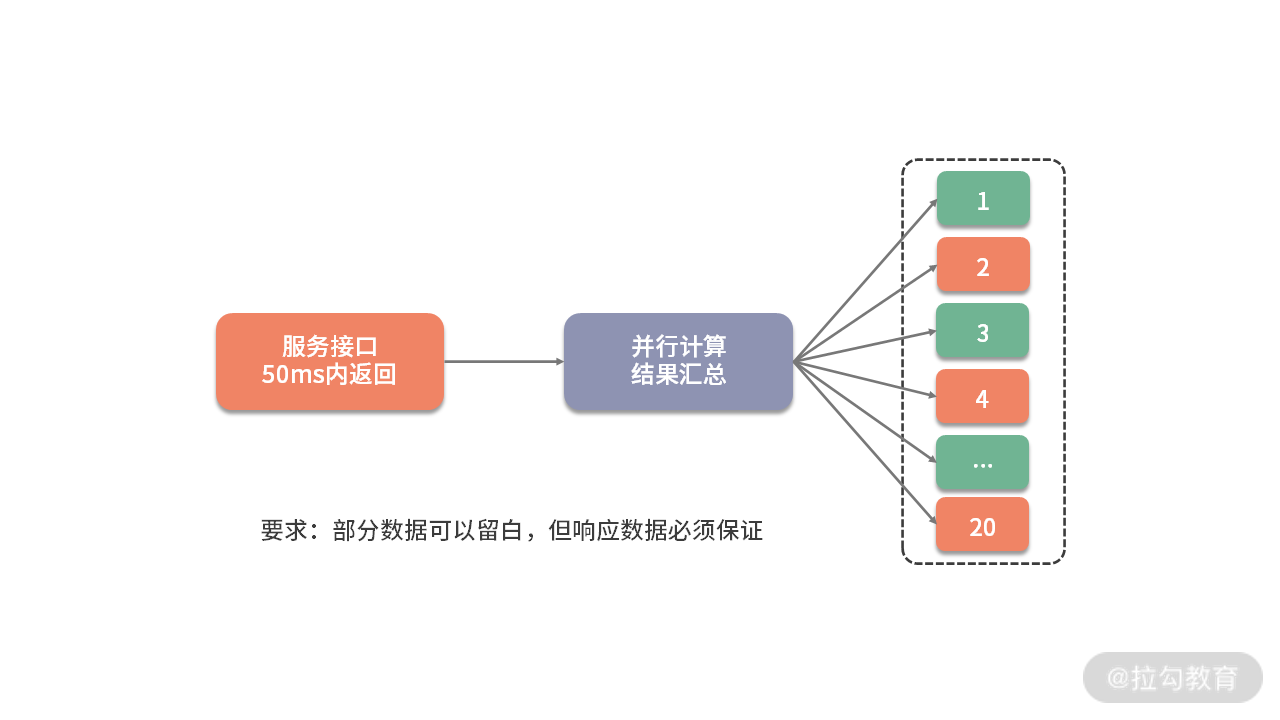 服务接口
50ms内返回
并行计算
结果汇总
1
2
3
4
...
20
要求：部分数据可以留白，但响应数据必须保证
@拉勾教育